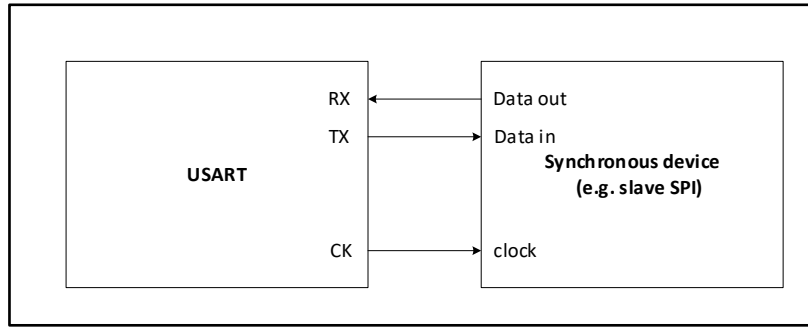 RX
Data out
TX
Data in
USART
Synchronous device
(e.g. slave SPI)
CK
clock